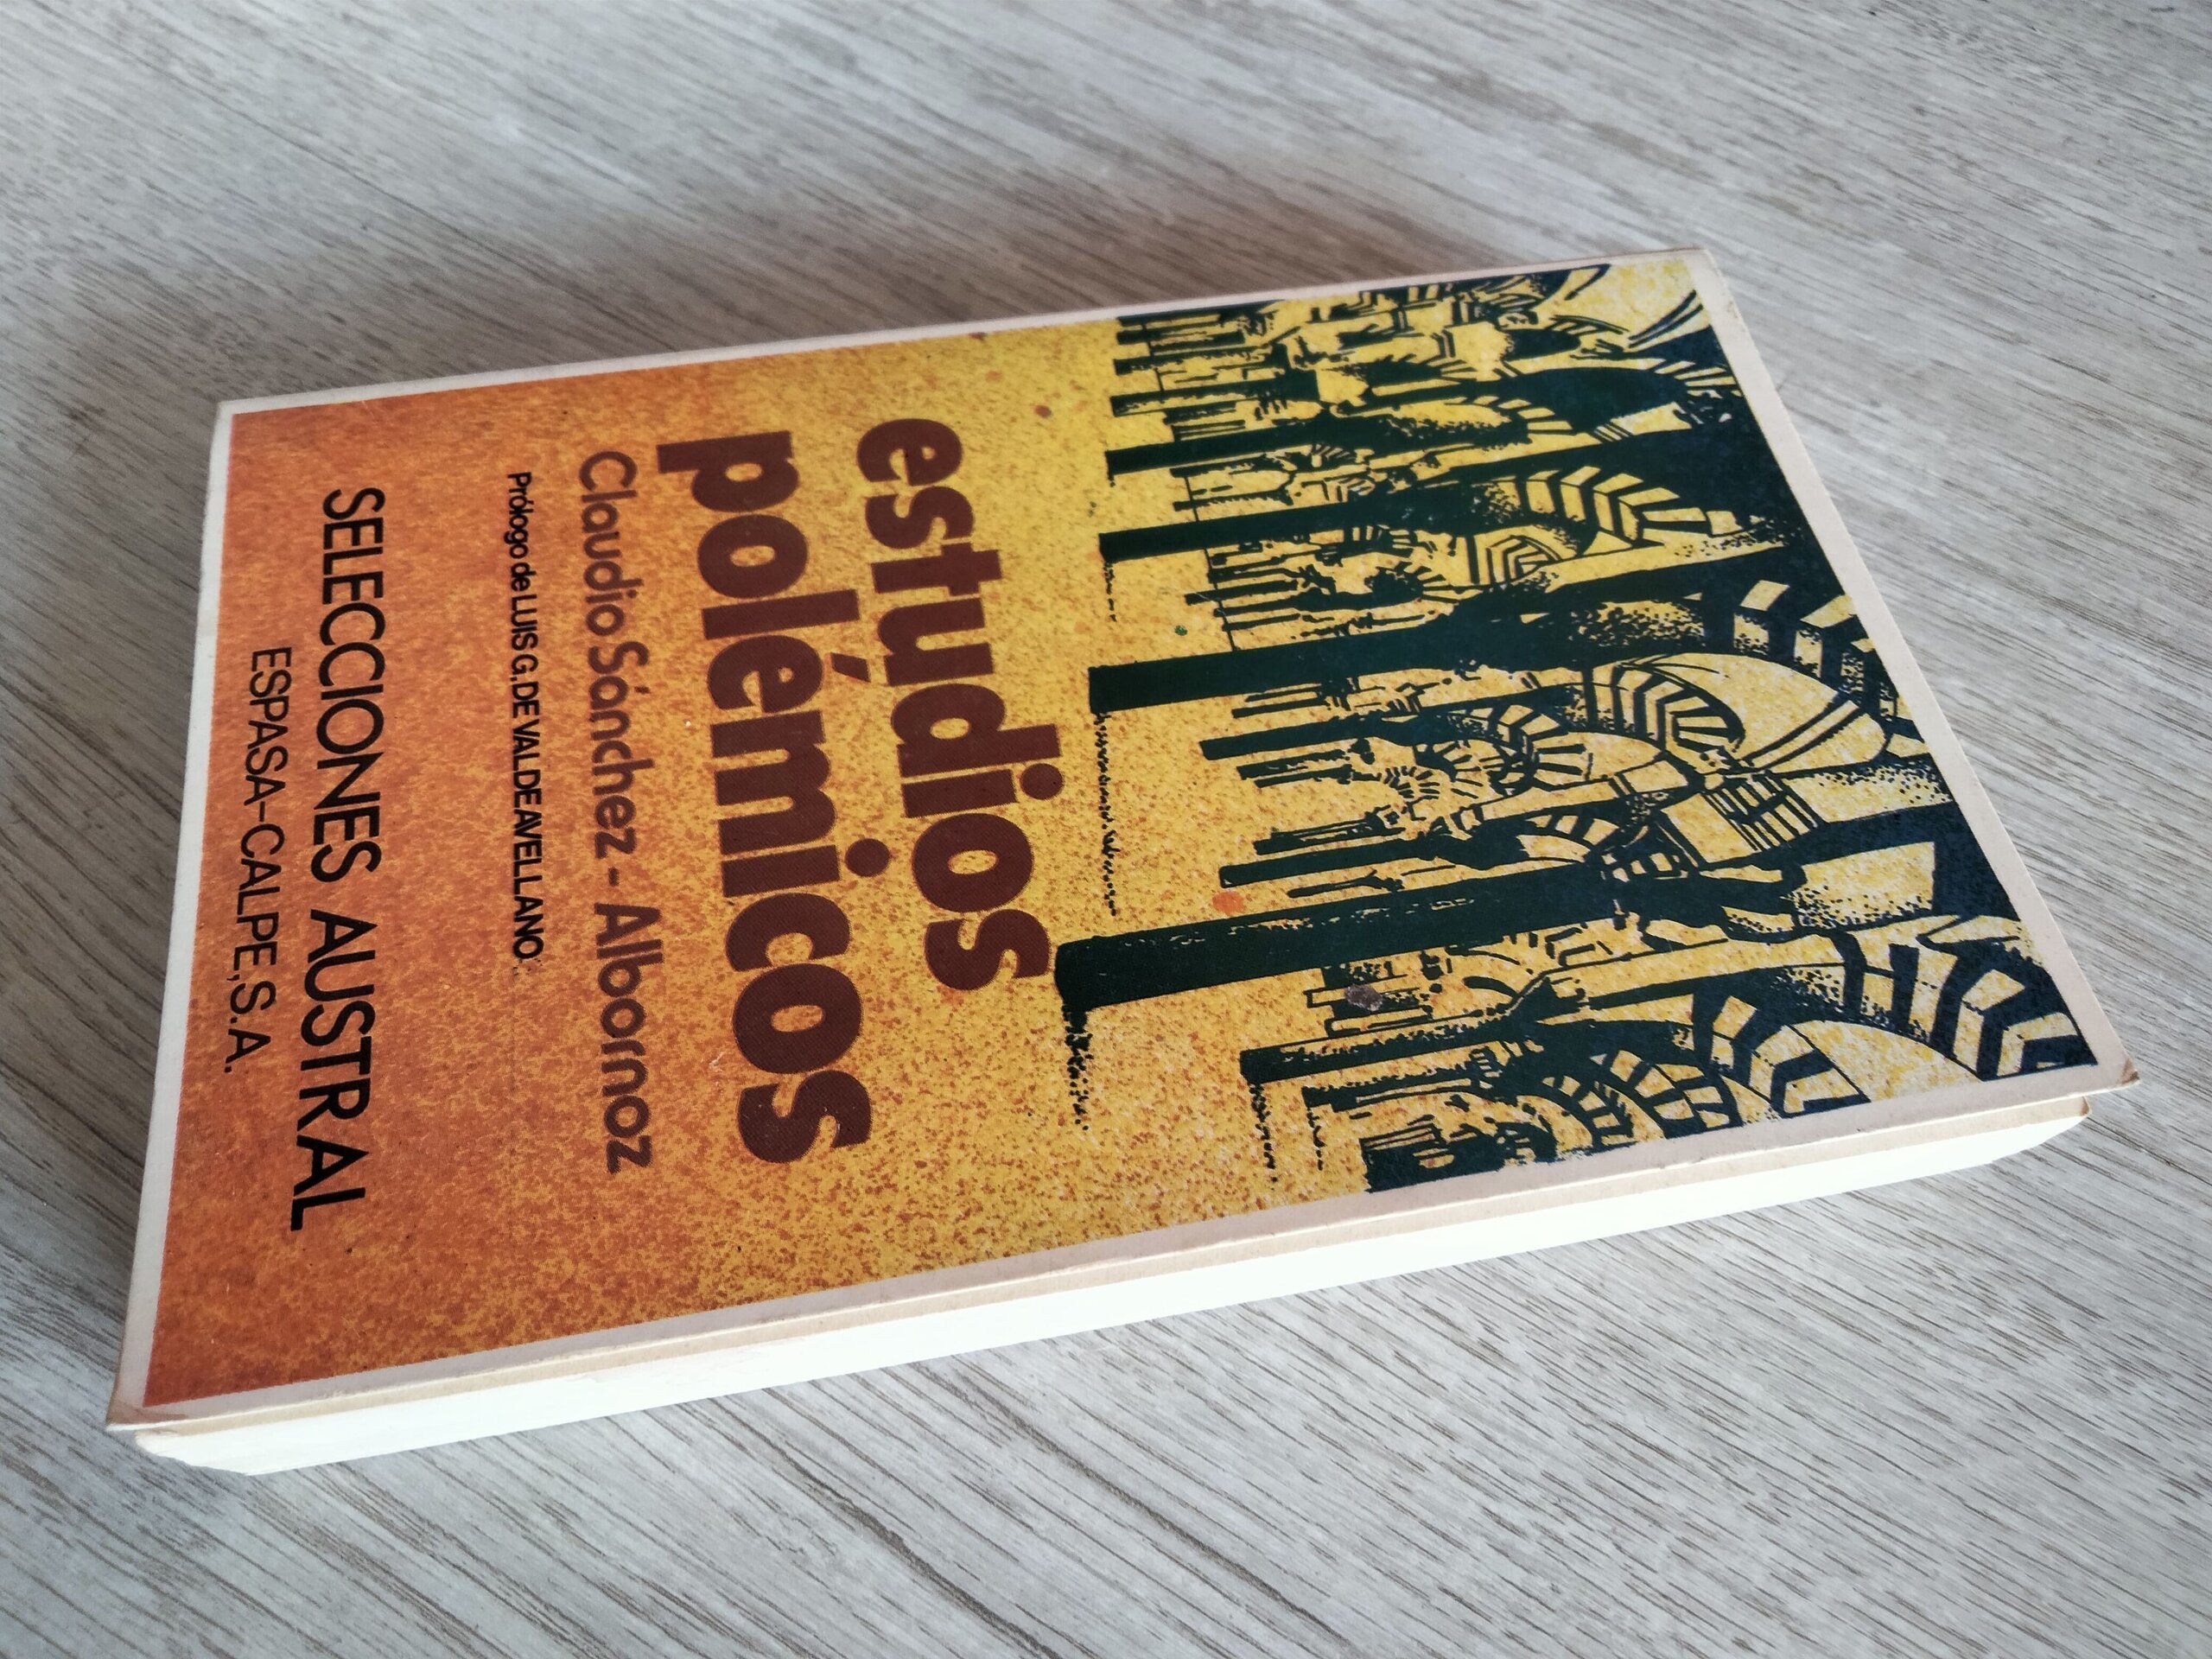 estudios
polémicos
Claudio Sánchez - Albornoz
Prólogo de LUIS G. DE VALDEAVELLANO
SELECCIONES AUSTRAL
ESPASA-CALPE, S. A.